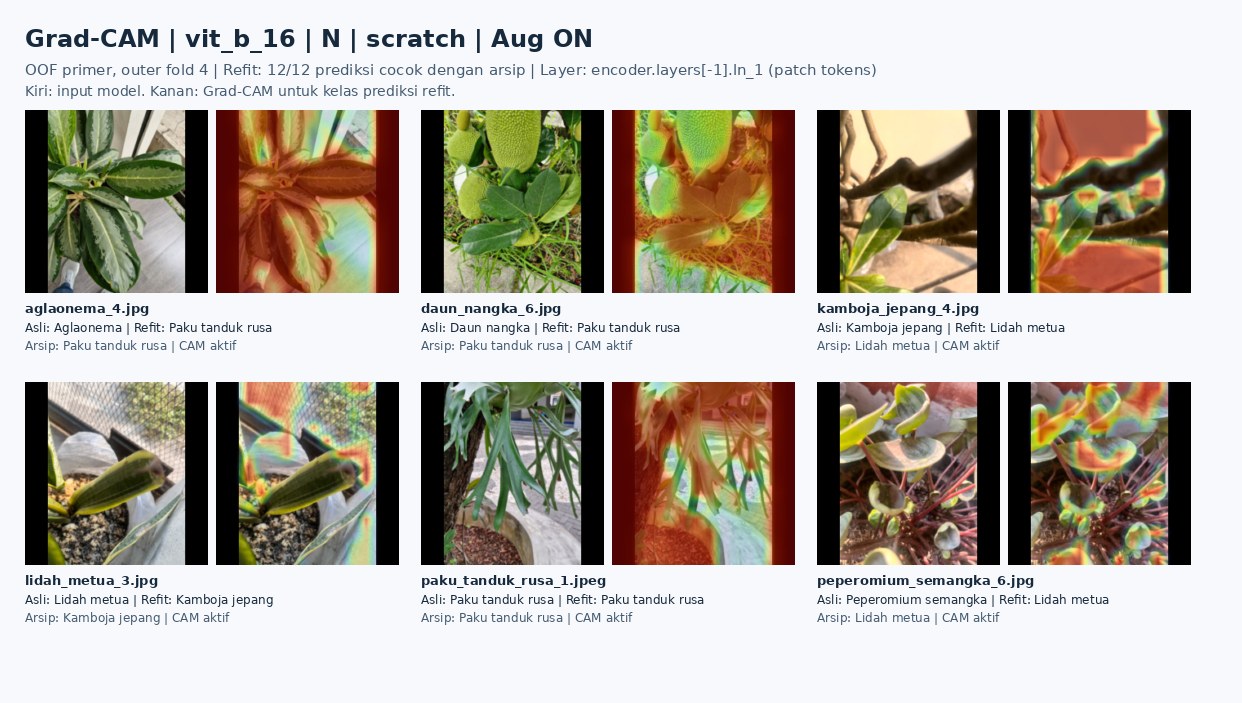 Grad-CAM | vit_b_16 | N | scratch | Aug ON
OOF primer, outer fold 4 | Refit: 12/12 prediksi cocok dengan arsip | Layer: encoder.layers[-1].ln_1 (patch tokens)
Kiri: input model. Kanan: Grad-CAM untuk kelas prediksi refit.
aglaonema_4.jpg
Asli: Aglaonema | Refit: Paku tanduk rusa
Arsip: Paku tanduk rusa | CAM aktif
daun_nangka_6.jpg
Asli: Daun nangka | Refit: Paku tanduk rusa
Arsip: Paku tanduk rusa | CAM aktif
kamboja_jepang_4.jpg
Asli: Kamboja jepang | Refit: Lidah metua
Arsip: Lidah metua | CAM aktif
lidah_metua_3.jpg
Asli: Lidah metua | Refit: Kamboja jepang
Arsip: Kamboja jepang | CAM aktif
paku_tanduk_rusa_1.jpeg
Asli: Paku tanduk rusa | Refit: Paku tanduk rusa
Arsip: Paku tanduk rusa | CAM aktif
peperomium_semangka_6.jpg
Asli: Peperomium semangka | Refit: Lidah metua
Arsip: Lidah metua | CAM aktif